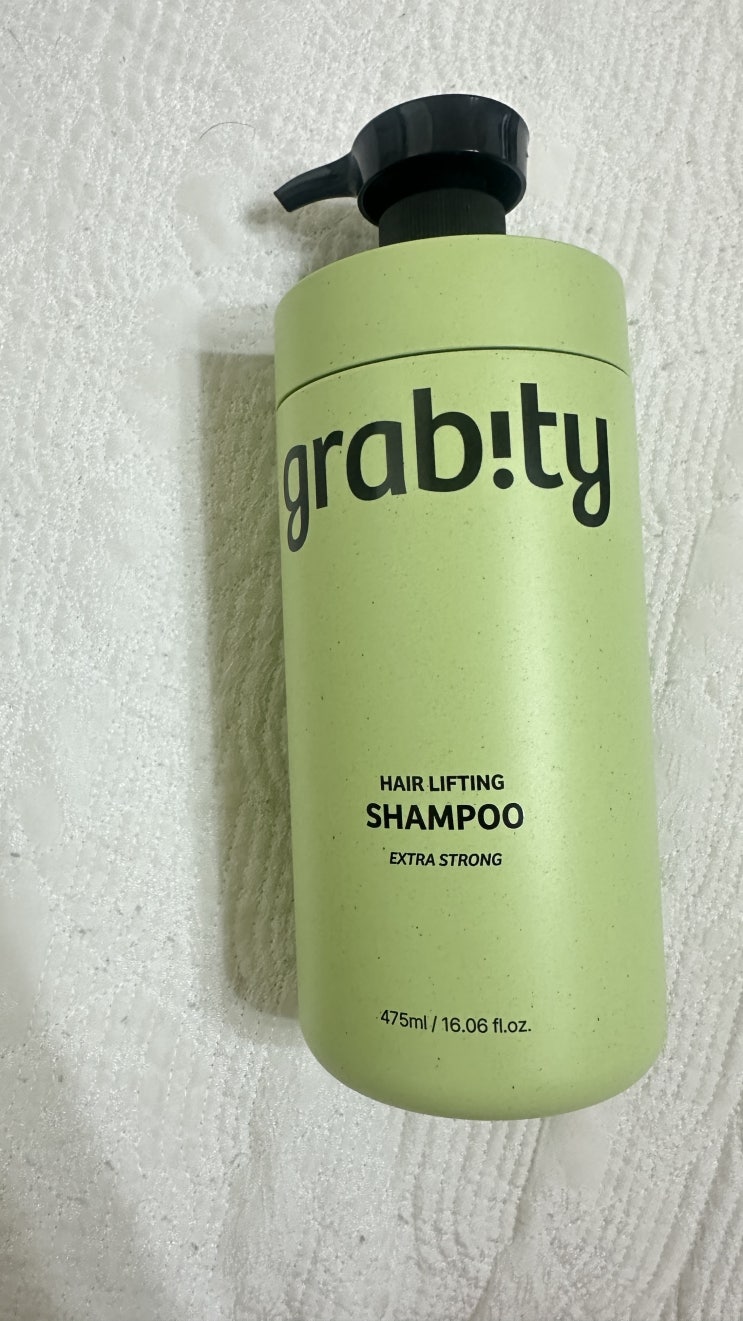 grab!ty
HAIR LIFTING
SHAMPOO
EXTRA STRONG
475ml / 16.06 fl.oz.